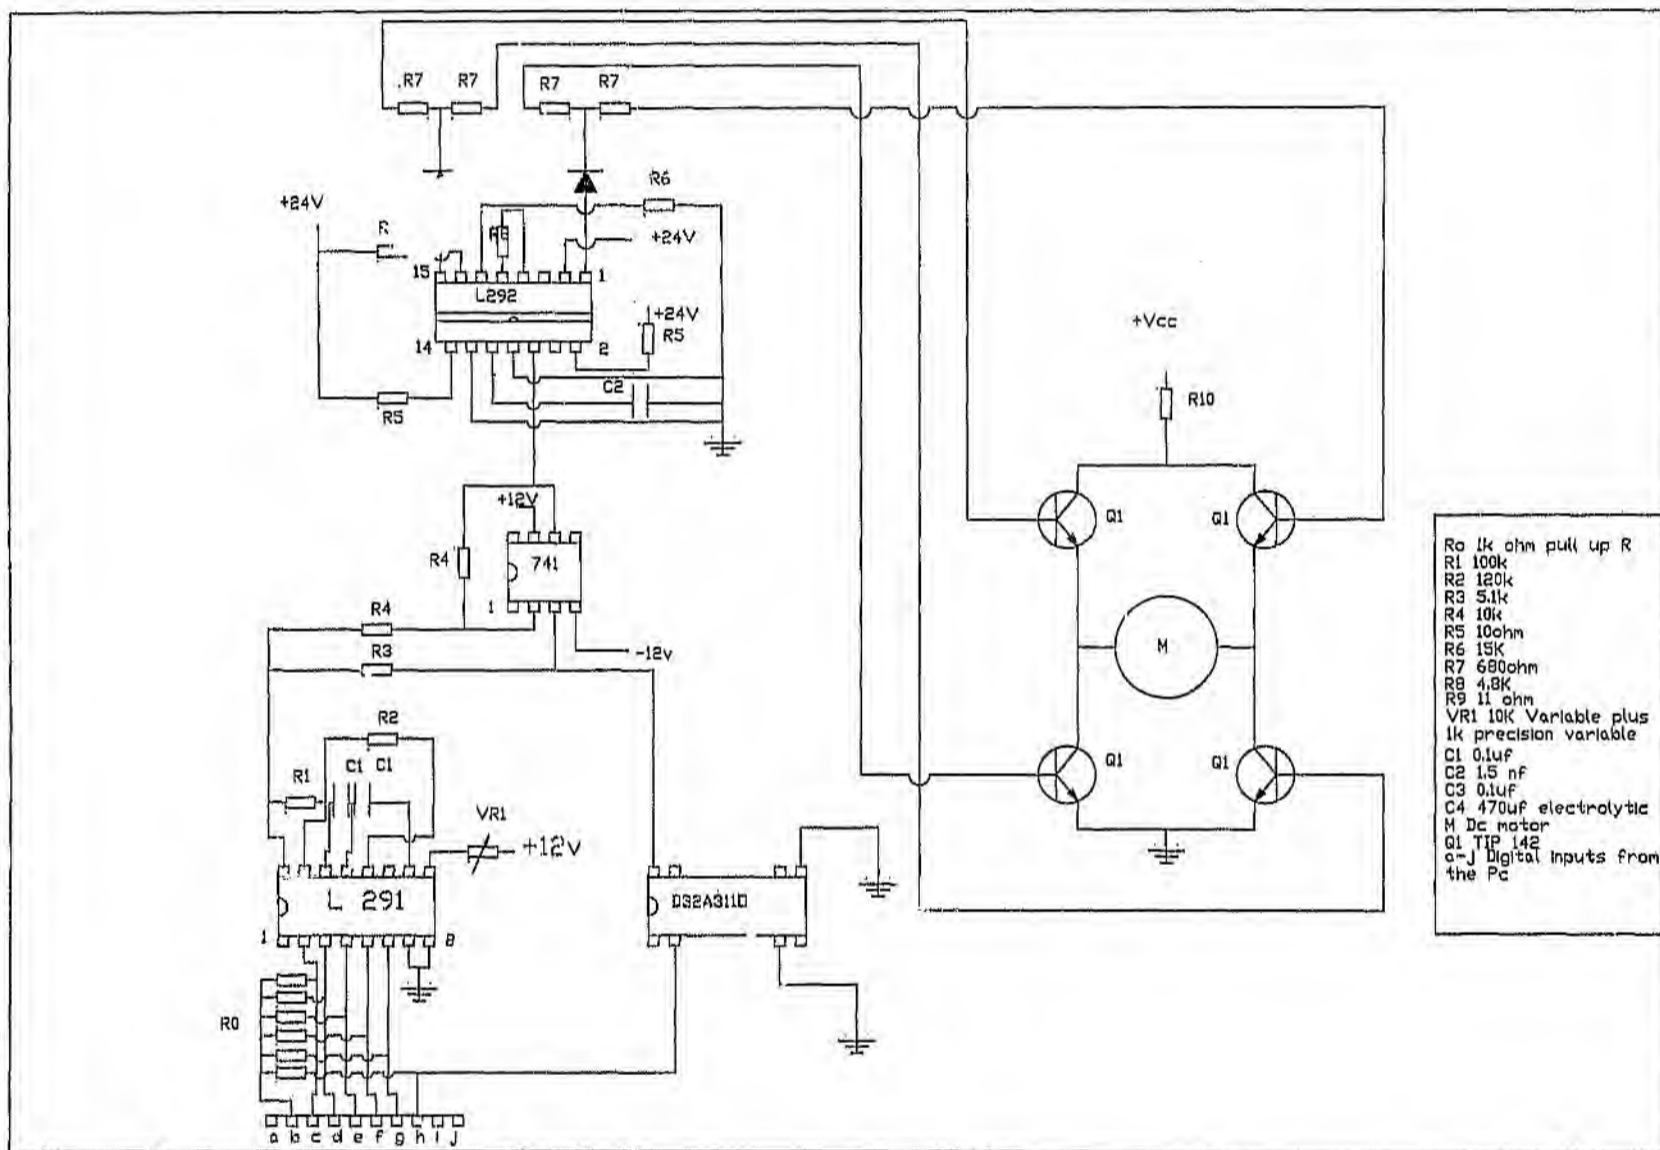 .R7 R7 R7 R7
R6
+24V
R
+24V
15 1
L292
+24V
R5
14 2
C2
R5
+Vcc
R10
+12V
Q1 Q1
R4 741
1
R4
R3
-12v
M
R2
R1 C1 C1
VR1
+12V
Q1 Q1
L 291
1 8
R0
a b c d e f g h i J
Ro 1k ohm pull up R
R1 100k
R2 120k
R3 5.1k
R4 10k
R5 10ohm
R6 15K
R7 680ohm
R8 4.8K
R9 11 ohm
VR1 10K Variable plus
1k precision variable
C1 0.1uf
C2 1.5 nf
C3 0.1uf
C4 470uf electrolytic
M Dc motor
Q1 TIP 142
a-J Digital Inputs from
the Pc